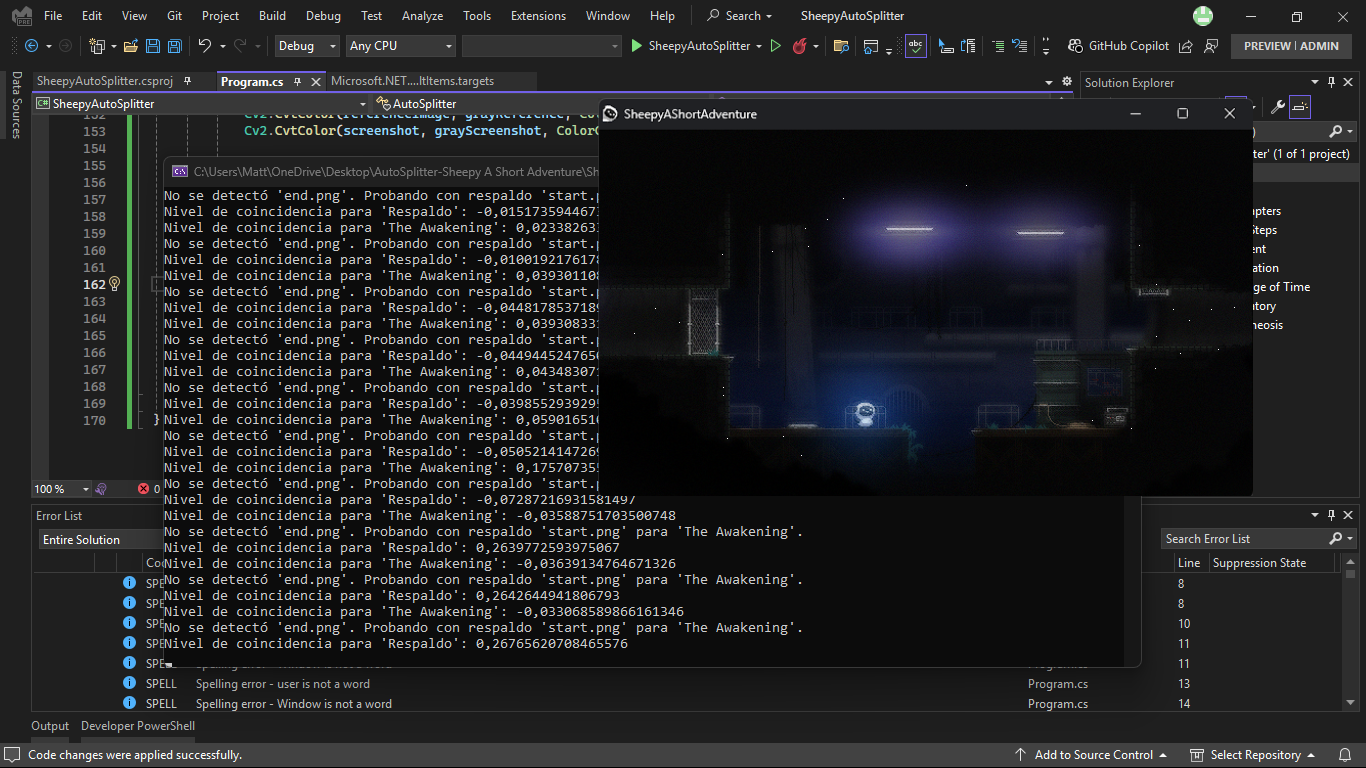 File Edit View Git Project Build Debug Test Analyze Tools Extensions Window Help Search SheepyAutoSplitter
Debug Any CPU SheepyAutoSplitter GitHub Copilot PREVIEW | ADMIN
Data Sources
SheepyAutoSplitter.csproj Program.cs Microsoft.NET....ltItems.targets
SheepyAutoSplitter AutoSplitter
Solution Explorer
SheepyAShortAdventure
152
153 Cv2.CvtColor(screenshot, grayScreenshot, ColorC
154
155
156
157
158
159
160
161
162
163
164
165
166
167
168
169
170 }
ter' (1 of 1 project)
apters
Steps
ent
ation
ge of Time
atory
neosis
C:\Users\Matt\OneDrive\Desktop\AutoSplitter-Sheepy A Short Adventure\Sh
No se detectó 'end.png'. Probando con respaldo 'start.p
Nivel de coincidencia para 'Respaldo': -0,0151735944673
Nivel de coincidencia para 'The Awakening': 0,02338263
No se detectó 'end.png'. Probando con respaldo 'start.p
Nivel de coincidencia para 'Respaldo': -0,0100192176178
Nivel de coincidencia para 'The Awakening': 0,039301108
No se detectó 'end.png'. Probando con respaldo 'start.p
Nivel de coincidencia para 'Respaldo': -0,0448178537189
Nivel de coincidencia para 'The Awakening': 0,039308331
No se detectó 'end.png'. Probando con respaldo 'start.p
Nivel de coincidencia para 'Respaldo': -0,0449445247650
Nivel de coincidencia para 'The Awakening': 0,04348307
No se detectó 'end.png'. Probando con respaldo 'start.p
Nivel de coincidencia para 'Respaldo': -0,0398552939295
Nivel de coincidencia para 'The Awakening': 0,059016510
No se detectó 'end.png'. Probando con respaldo 'start.p
Nivel de coincidencia para 'Respaldo': -0,0505214147269
Nivel de coincidencia para 'The Awakening': 0,175707355
No se detectó 'end.png'. Probando con respaldo 'start.p
Nivel de coincidencia para 'Respaldo': -0,07287216931581497
Nivel de coincidencia para 'The Awakening': -0,03588751703500748
No se detectó 'end.png'. Probando con respaldo 'start.png' para 'The Awakening'.
Nivel de coincidencia para 'Respaldo': 0,2639772593975067
Nivel de coincidencia para 'The Awakening': -0,03639134764671326
No se detectó 'end.png'. Probando con respaldo 'start.png' para 'The Awakening'.
Nivel de coincidencia para 'Respaldo': 0,2642644941806793
Nivel de coincidencia para 'The Awakening': -0,033068589866161346
No se detectó 'end.png'. Probando con respaldo 'start.png' para 'The Awakening'.
Nivel de coincidencia para 'Respaldo': 0,26765620708465576
100 % 0
Error List
Entire Solution Search Error List
Co Line Suppression State
SPE 8
SPE 8
SPE 10
SPE 11
SPE 11
SPELL Spelling error - user is not a word Program.cs 13
SPELL Spelling error - Window is not a word Program.cs 14
Output Developer PowerShell
Code changes were applied successfully. Add to Source Control Select Repository